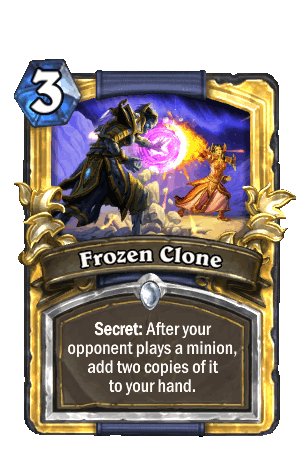 3
Frozen Clone
Secret: After your
opponent plays a minion,
add two copies of it
to your hand.